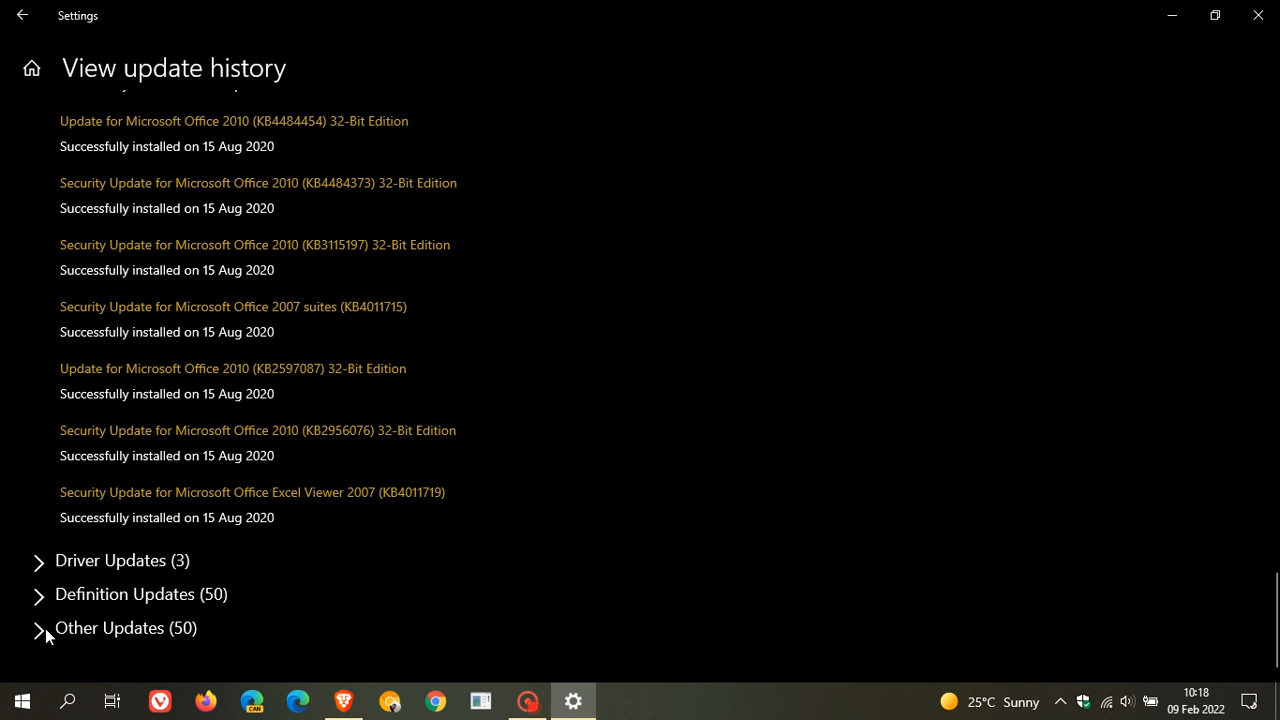 Settings
View update history
Update for Microsoft Office 2010 (KB4484454) 32-Bit Edition
Successfully installed on 15 Aug 2020
Security Update for Microsoft Office 2010 (KB4484373) 32-Bit Edition
Successfully installed on 15 Aug 2020
Security Update for Microsoft Office 2010 (KB3115197) 32-Bit Edition
Successfully installed on 15 Aug 2020
Security Update for Microsoft Office 2007 suites (KB4011715)
Successfully installed on 15 Aug 2020
Update for Microsoft Office 2010 (KB2597087) 32-Bit Edition
Successfully installed on 15 Aug 2020
Security Update for Microsoft Office 2010 (KB2956076) 32-Bit Edition
Successfully installed on 15 Aug 2020
Security Update for Microsoft Office Excel Viewer 2007 (KB4011719)
Successfully installed on 15 Aug 2020
Driver Updates (3)
Definition Updates (50)
Other Updates (50)
CAN
25°C Sunny
10:18
09 Feb 2022